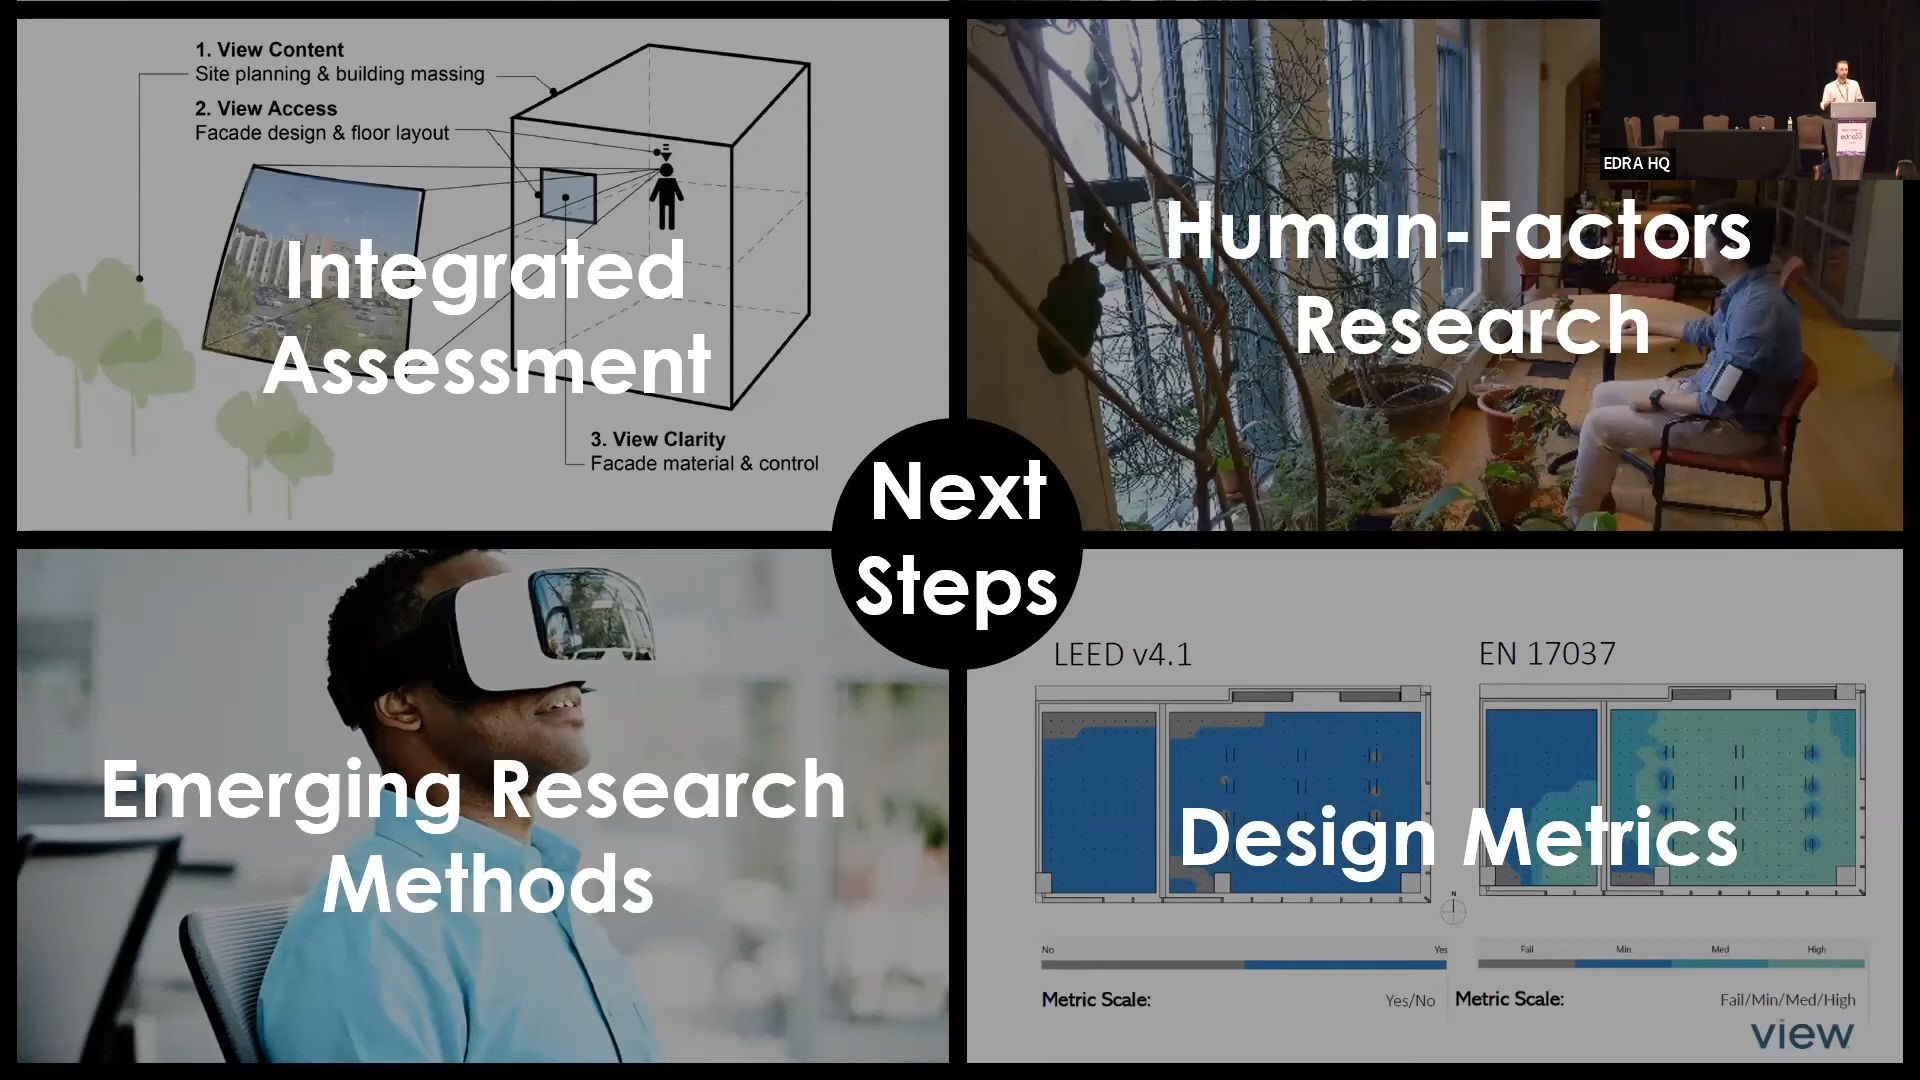 1. View Content
Site planning & building massing
2. View Access
Facade design & floor layout
Integrated
Assessment
3. View Clarity
Facade material & control
EDRA HQ
Human-Factors
Research
Next
Steps
Emerging Research
Methods
LEED v4.1
EN 17037
Design Metrics
N
No
Yes
Metric Scale:
Yes/No
Fail
Min
Med
High
Metric Scale:
Fail/Min/Med/High
view